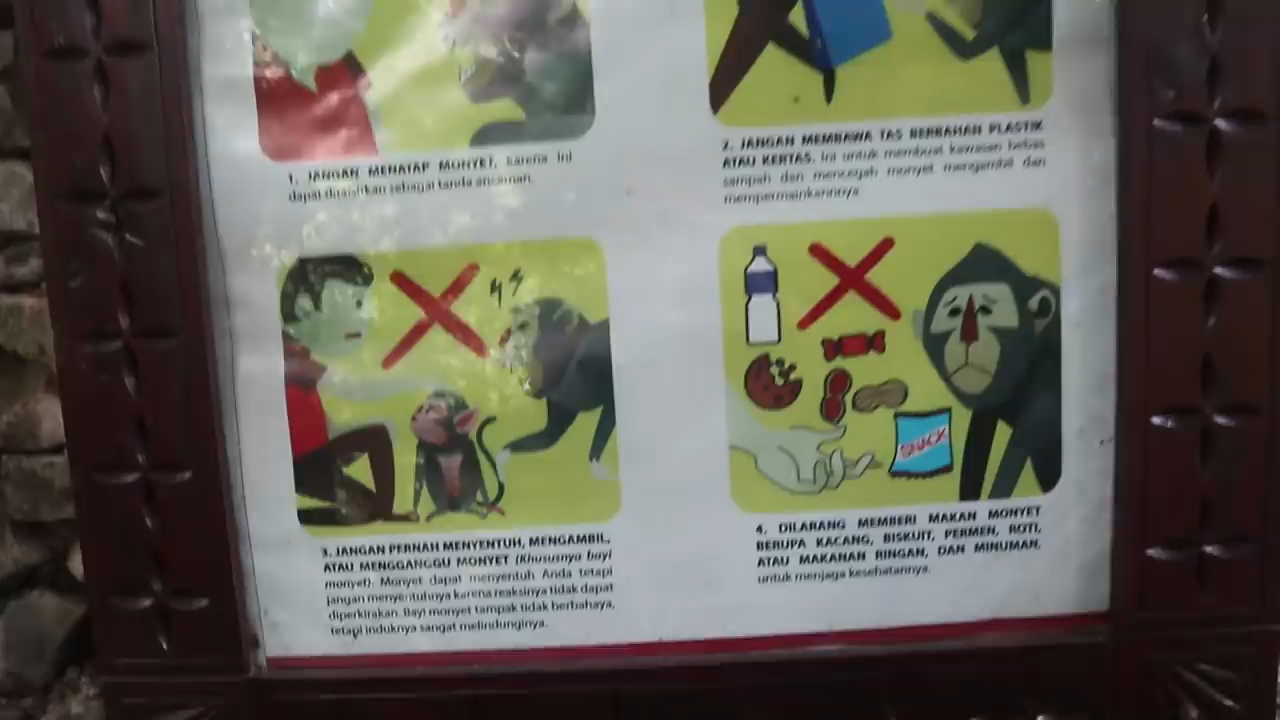 1. JANGAN MENATAP MONYET, karena ini
dapat diisyaratkan sebagai tanda ancaman.
2. JANGAN MEMBAWA TAS BERBAHAN PLASTIK
ATAU KERTAS. Ini untuk membuat kawasan bebas
sampah dan mencegah monyet mengambil dan
mempermainkannya
SNACK
3. JANGAN PERNAH MENYENTUH, MENGAMBIL,
ATAU MENGGANGGU MONYET (Khususnya bayi
monyet). Monyet dapat menyentuh Anda tetapi
jangan menyentuhnya karena reaksinya tidak dapat
diperkirakan. Bayi monyet tampak tidak berbahaya,
tetapi induknya sangat melindunginya.
4. DILARANG MEMBERI MAKAN MONYET
BERUPA KACANG, BISKUIT, PERMEN, ROTI,
ATAU MAKANAN RINGAN, DAN MINUMAN,
untuk menjaga kesehatannya.